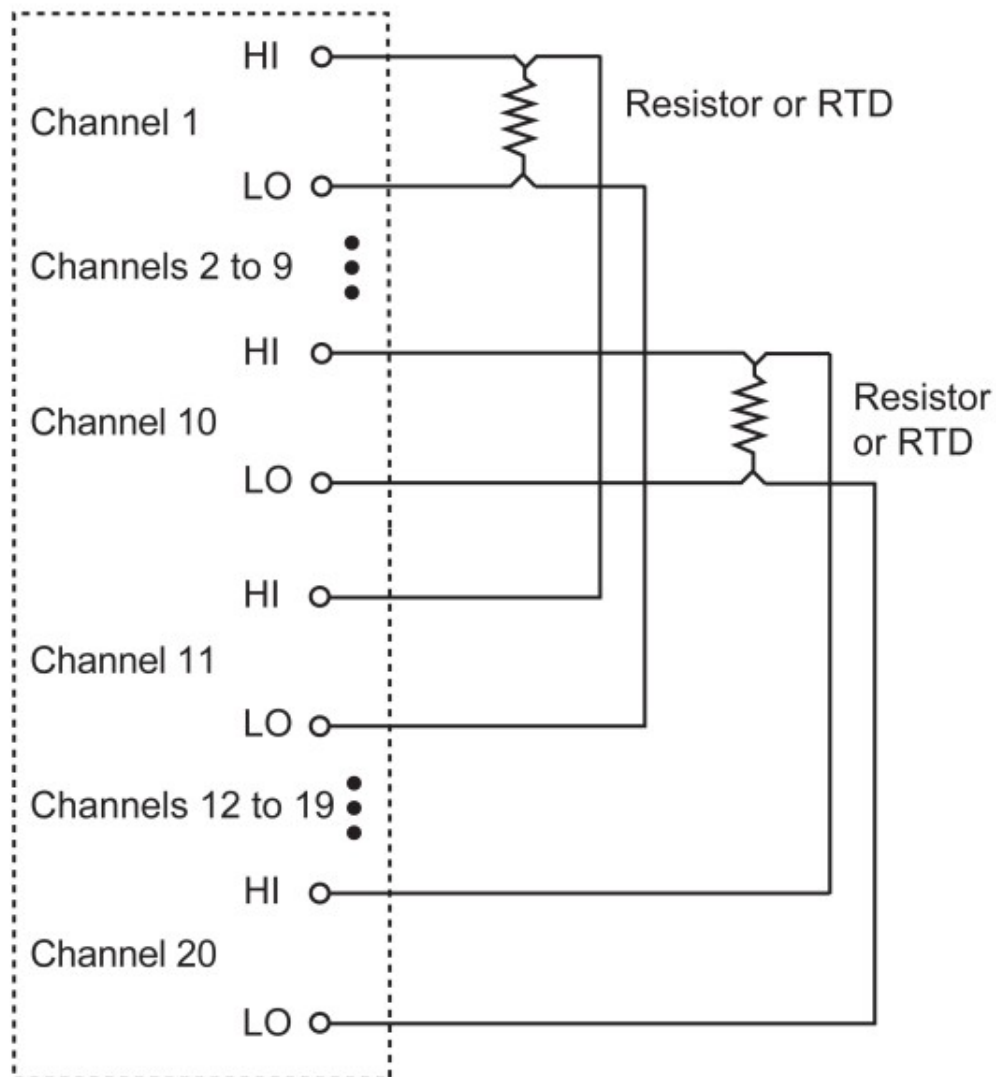 HI
Channel 1
Resistor or RTD
LO
Channels 2 to 9
HI
Channel 10
Resistor
or RTD
LO
HI
Channel 11
LO
Channels 12 to 19
HI
Channel 20
LO